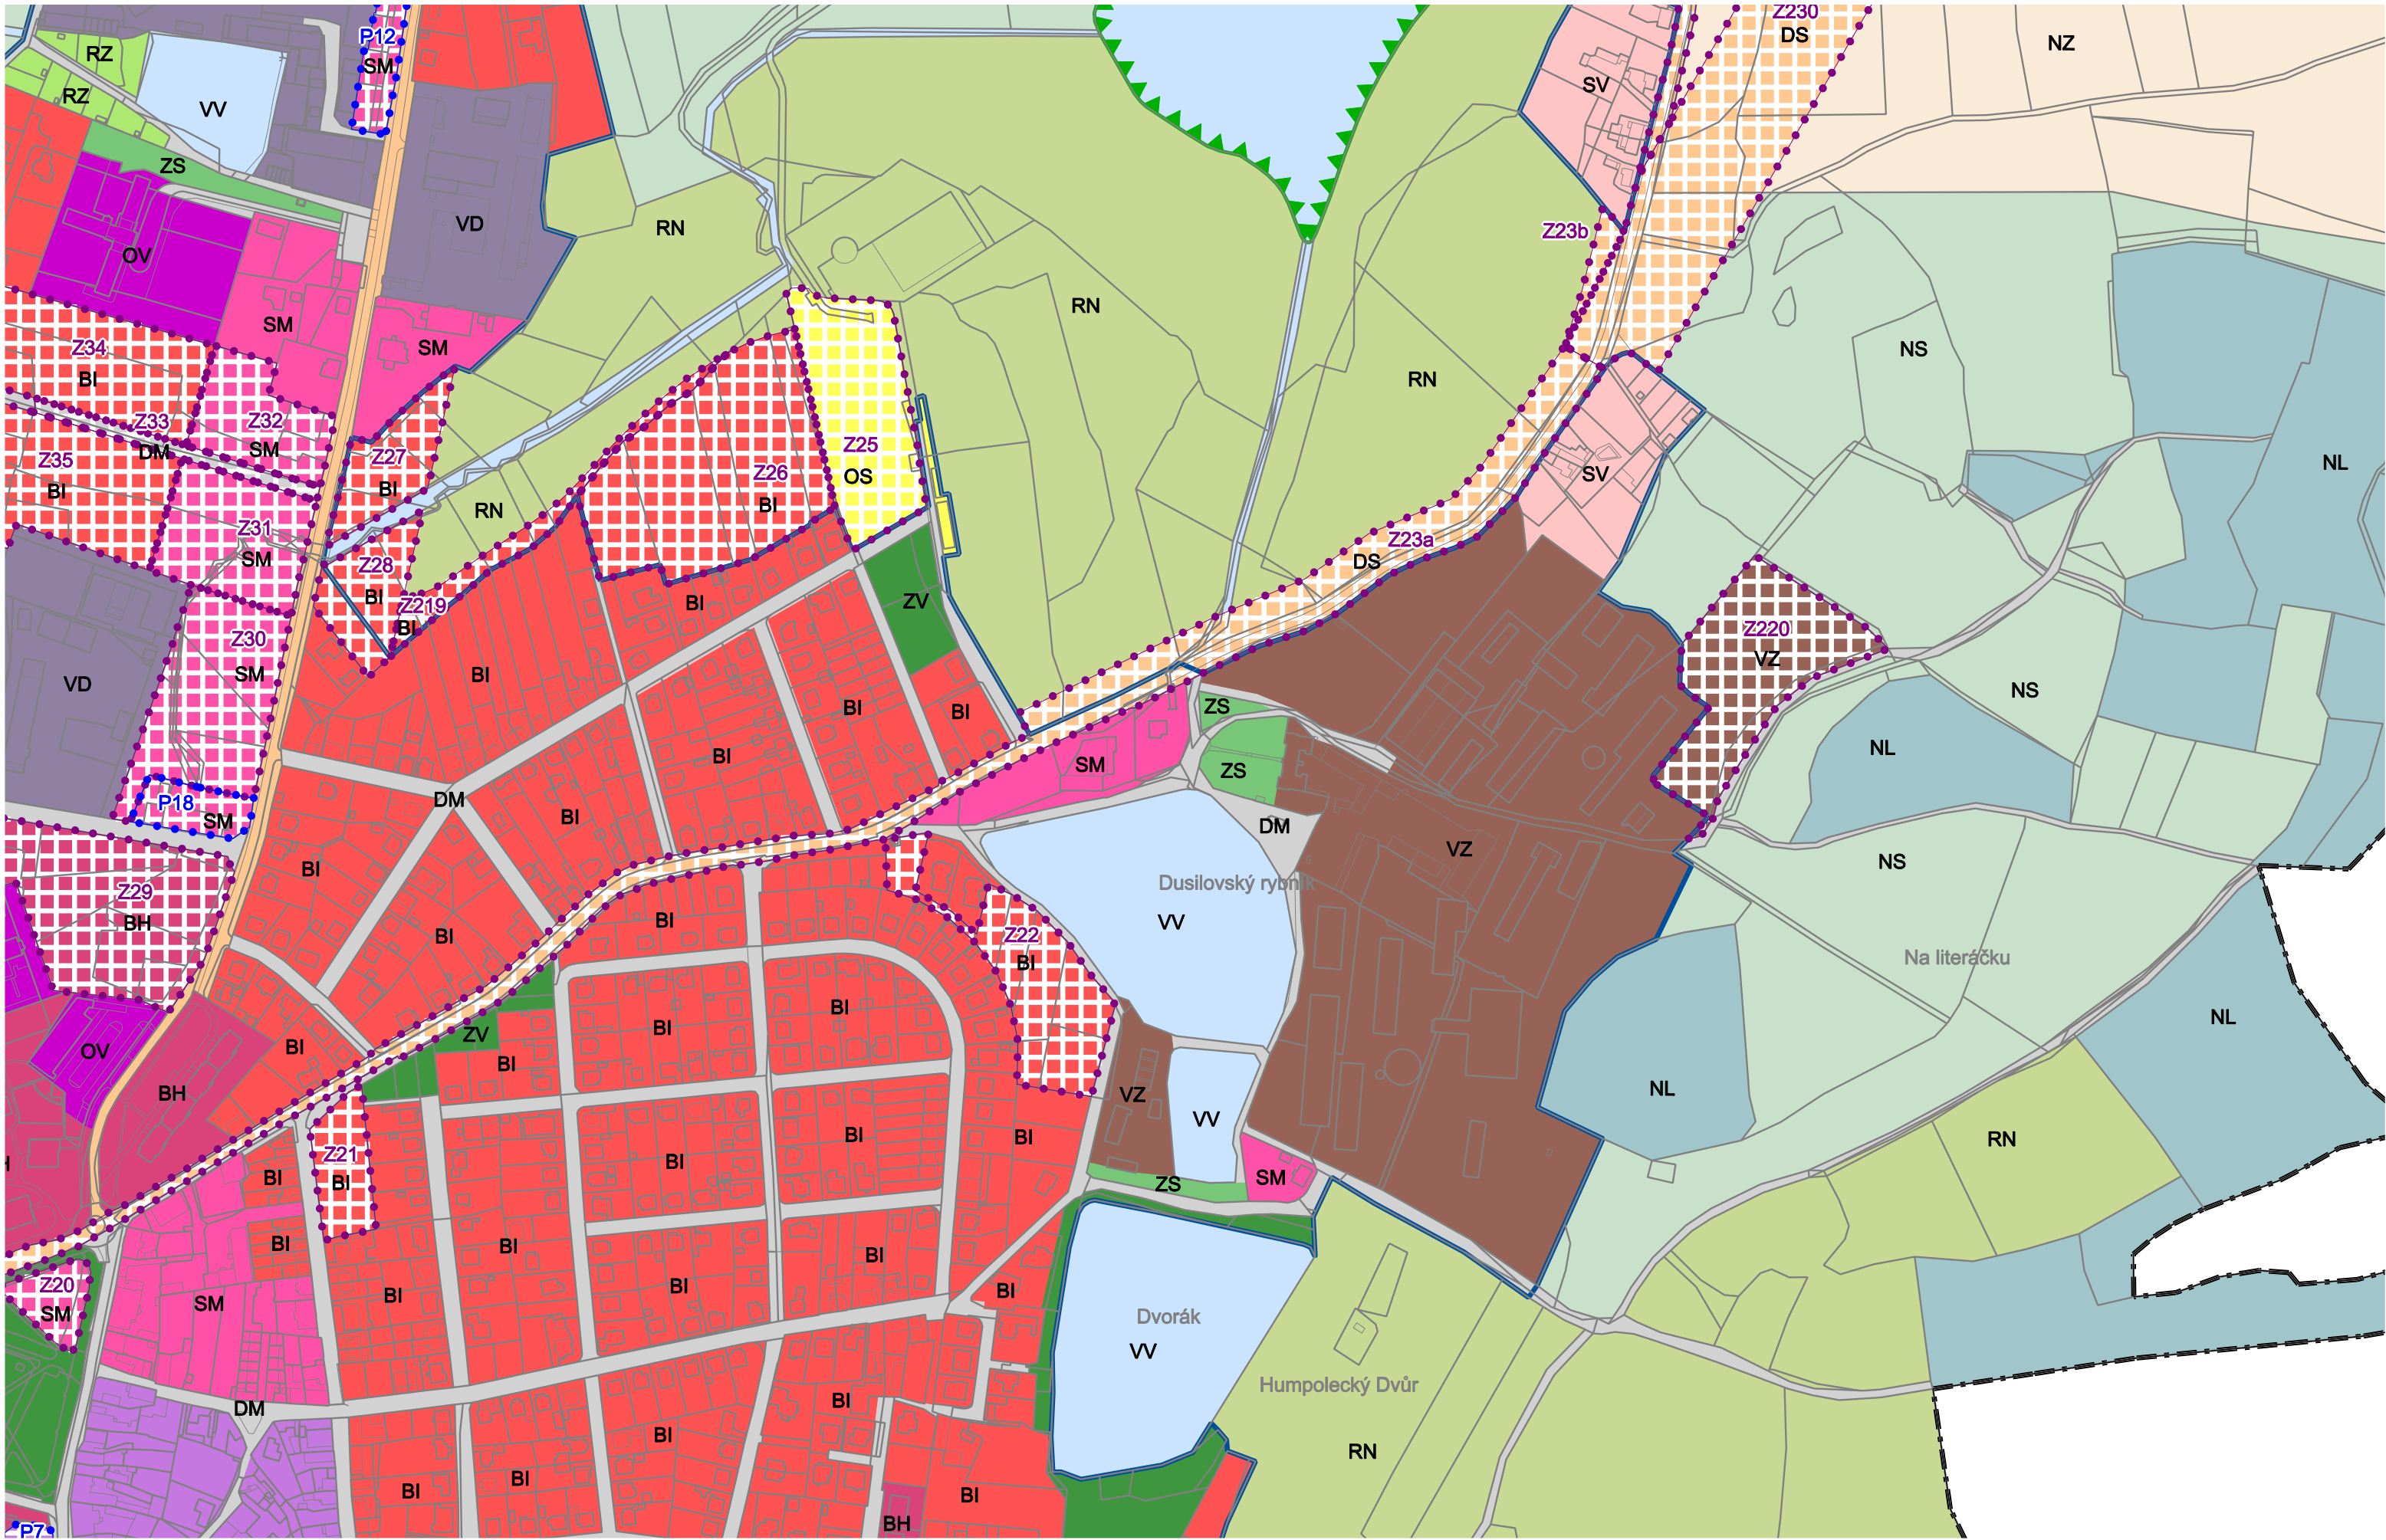 Z230
DS
P12
SM
NZ
RZ
RZ
VV
SV
ZS
VD
RN
Z23b
OV
RN
SM
SM
Z34
BI
NS
RN
Z33
DM
Z32
SM
Z35
BI
Z27
BI
Z25
OS
Z26
BI
NL
SV
RN
Z31
SM
Z23a
DS
Z28
BI
Z219
BI
BI
ZV
Z220
VZ
Z30
SM
VD
BI
NS
BI
BI
ZS
BI
NL
SM
ZS
P18
SM
DM
BI
DM
VZ
BI
NS
Z29
BH
Dusilovský rybník
VV
BI
BI
Z22
BI
Na literáčku
BI
BI
NL
ZV
BI
OV
BI
BH
VZ
NL
VV
BI
BI
RN
Z21
BI
BI
BI
SM
ZS
BI
BI
BI
Z20
SM
BI
BI
BI
SM
Dvorák
VV
Humpolecký Dvůr
BI
DM
BI
RN
BI
BI
BI
BH
P7